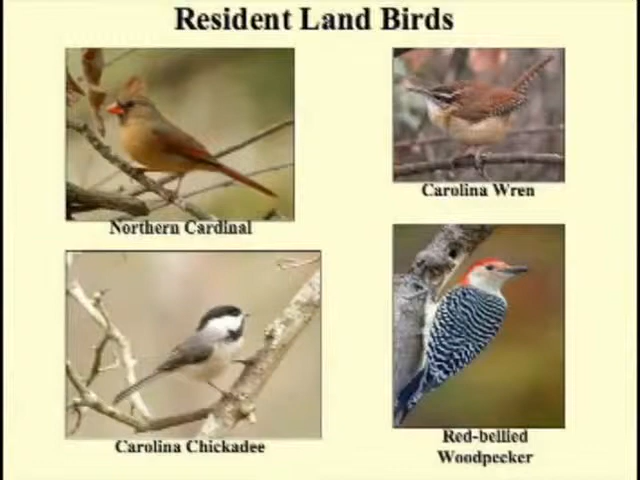 Resident Land Birds
Northern Cardinal
Carolina Wren
Carolina Chickadee
Red-bellied
Woodpecker